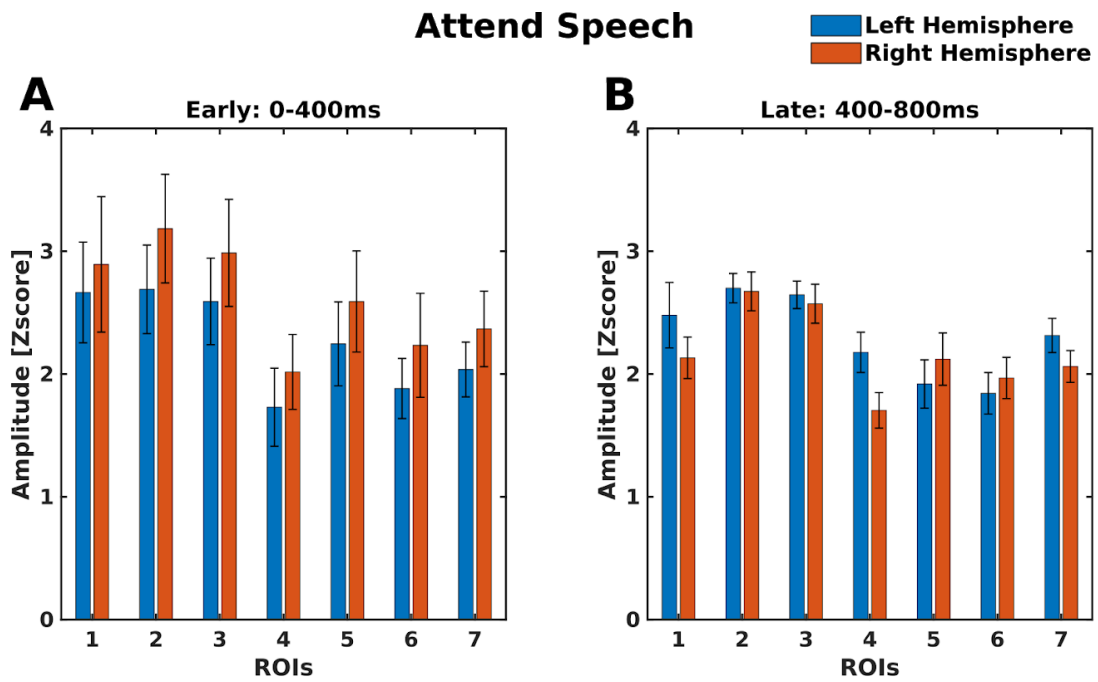 Attend Speech
Left Hemisphere
Right Hemisphere
A
Early: 0-400ms
Amplitude [Zscore]
4
3
2
1
0
1 2 3 4 5 6 7
ROIs
B
Late: 400-800ms
Amplitude [Zscore]
4
3
2
1
0
1 2 3 4 5 6 7
ROIs